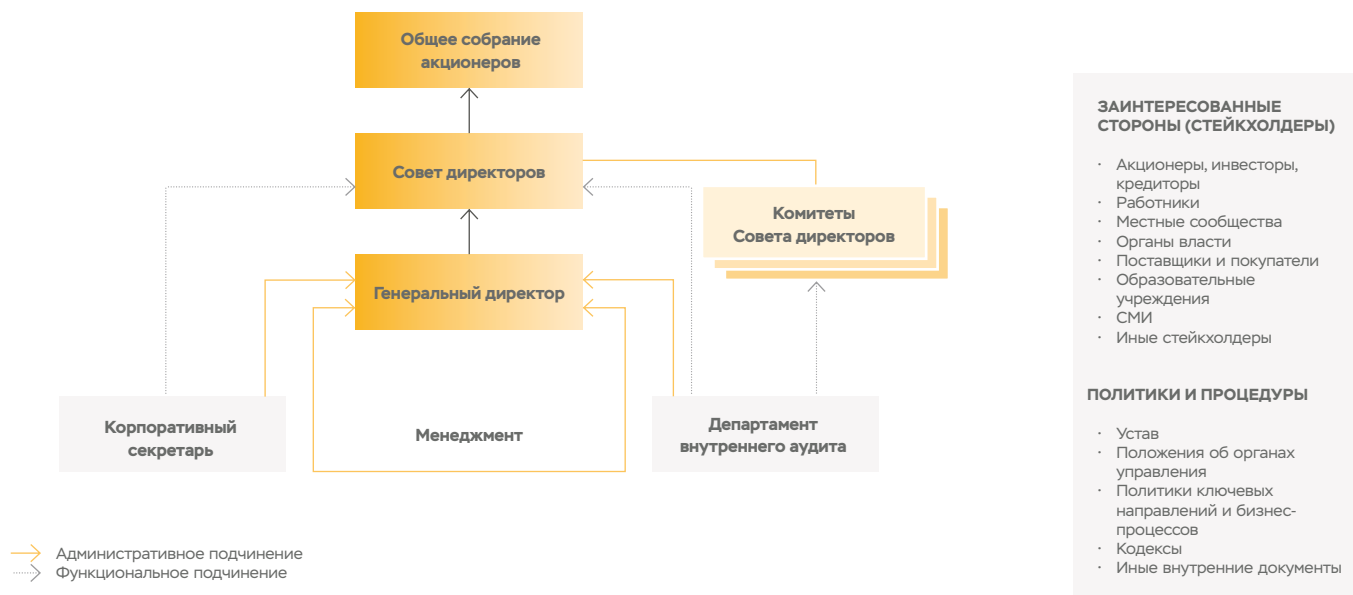 Общее собрание
акционеров
Совет директоров
Комитеты
Совета директоров
Генеральный директор
Корпоративный
секретарь
Менеджмент
Департамент
внутреннего аудита
Административное подчинение
Функциональное подчинение
ЗАИНТЕРЕСОВАННЫЕ
СТОРОНЫ (СТЕЙКХОЛДЕРЫ)
· Акционеры, инвесторы,
кредиторы
· Работники
· Местные сообщества
· Органы власти
· Поставщики и покупатели
· Образовательные
учреждения
· СМИ
· Иные стейкхолдеры
ПОЛИТИКИ И ПРОЦЕДУРЫ
· Устав
· Положения об органах
управления
· Политики ключевых
направлений и бизнес-
процессов
· Кодексы
· Иные внутренние документы